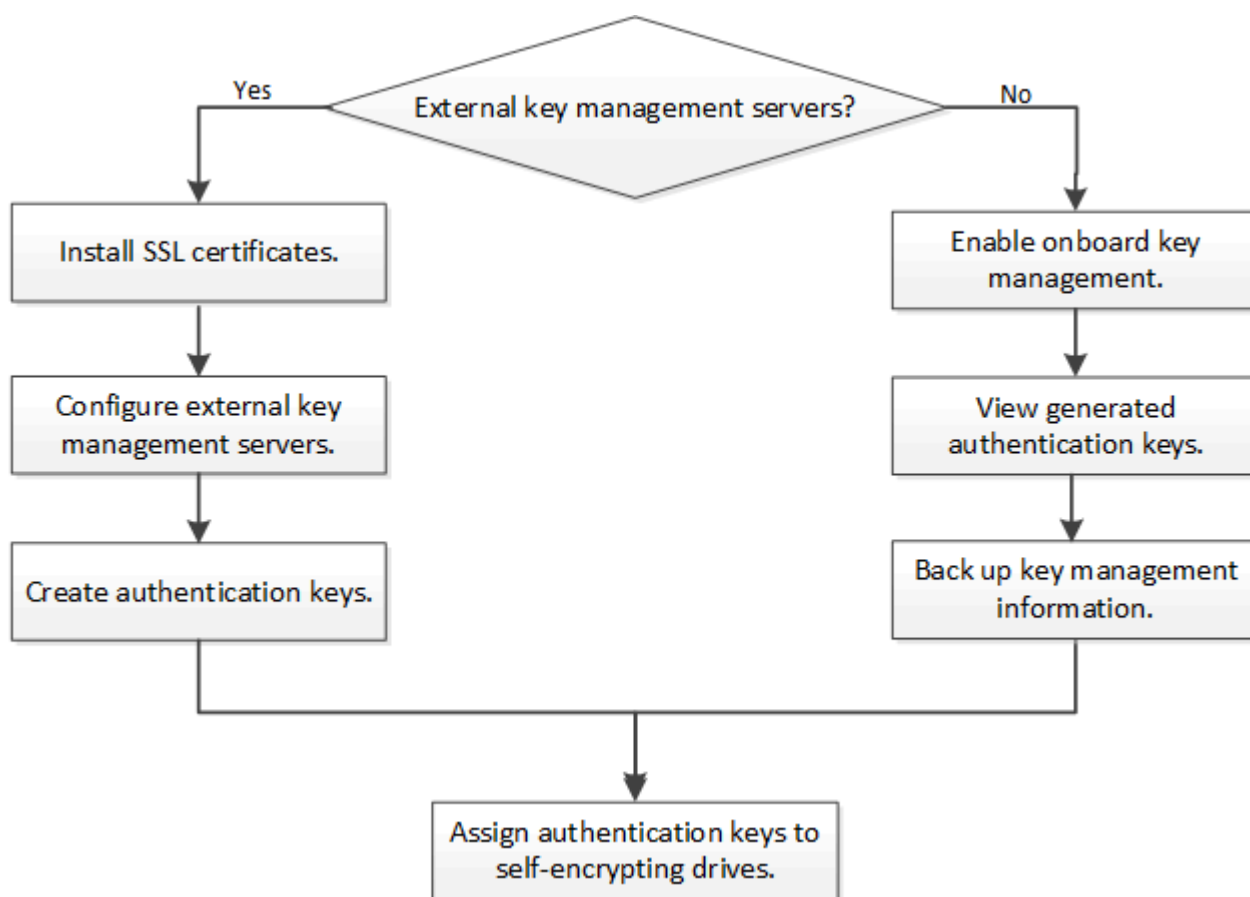 External key management servers?
Yes
No
Install SSL certificates.
Configure external key
management servers.
Create authentication keys.
Enable onboard key
management.
View generated
authentication keys.
Back up key management
information.
Assign authentication keys to
self-encrypting drives.